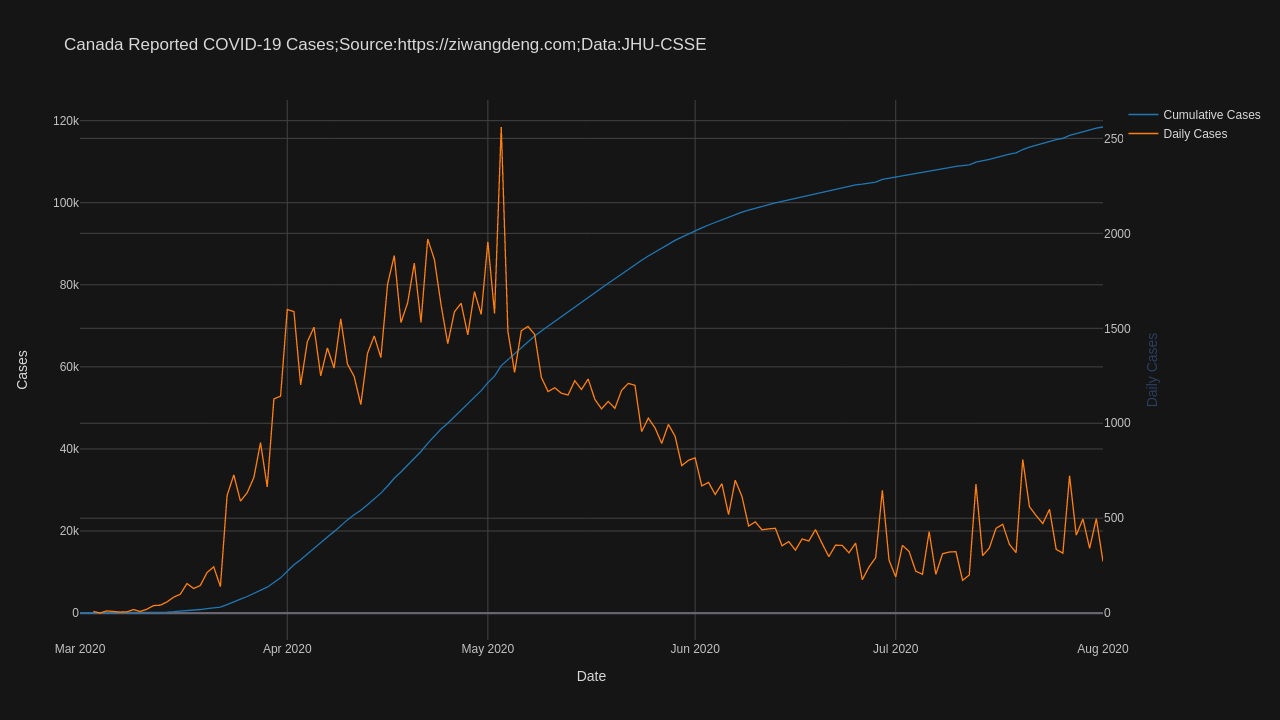 Canada Reported COVID-19 Cases;Source:https://ziwangdeng.com;Data:JHU-CSSE
Cumulative Cases
Daily Cases
120k
100k
80k
60k
40k
20k
0
250
2000
1500
1000
500
0
Cases
Daily Cases
Mar 2020 Apr 2020 May 2020 Jun 2020 Jul 2020 Aug 2020
Date